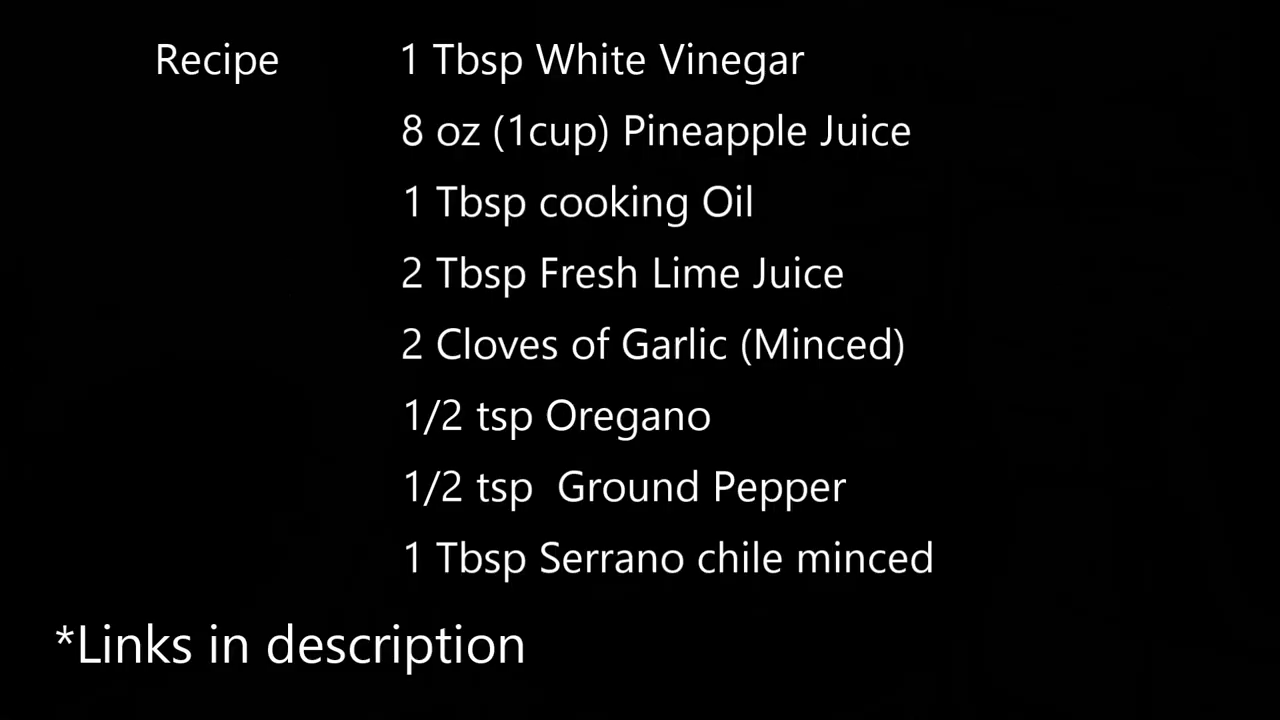 Recipe 1 Tbsp White Vinegar
8 oz (1cup) Pineapple Juice
1 Tbsp cooking Oil
2 Tbsp Fresh Lime Juice
2 Cloves of Garlic (Minced)
1/2 tsp Oregano
1/2 tsp  Ground Pepper
1 Tbsp Serrano chile minced
*Links in description